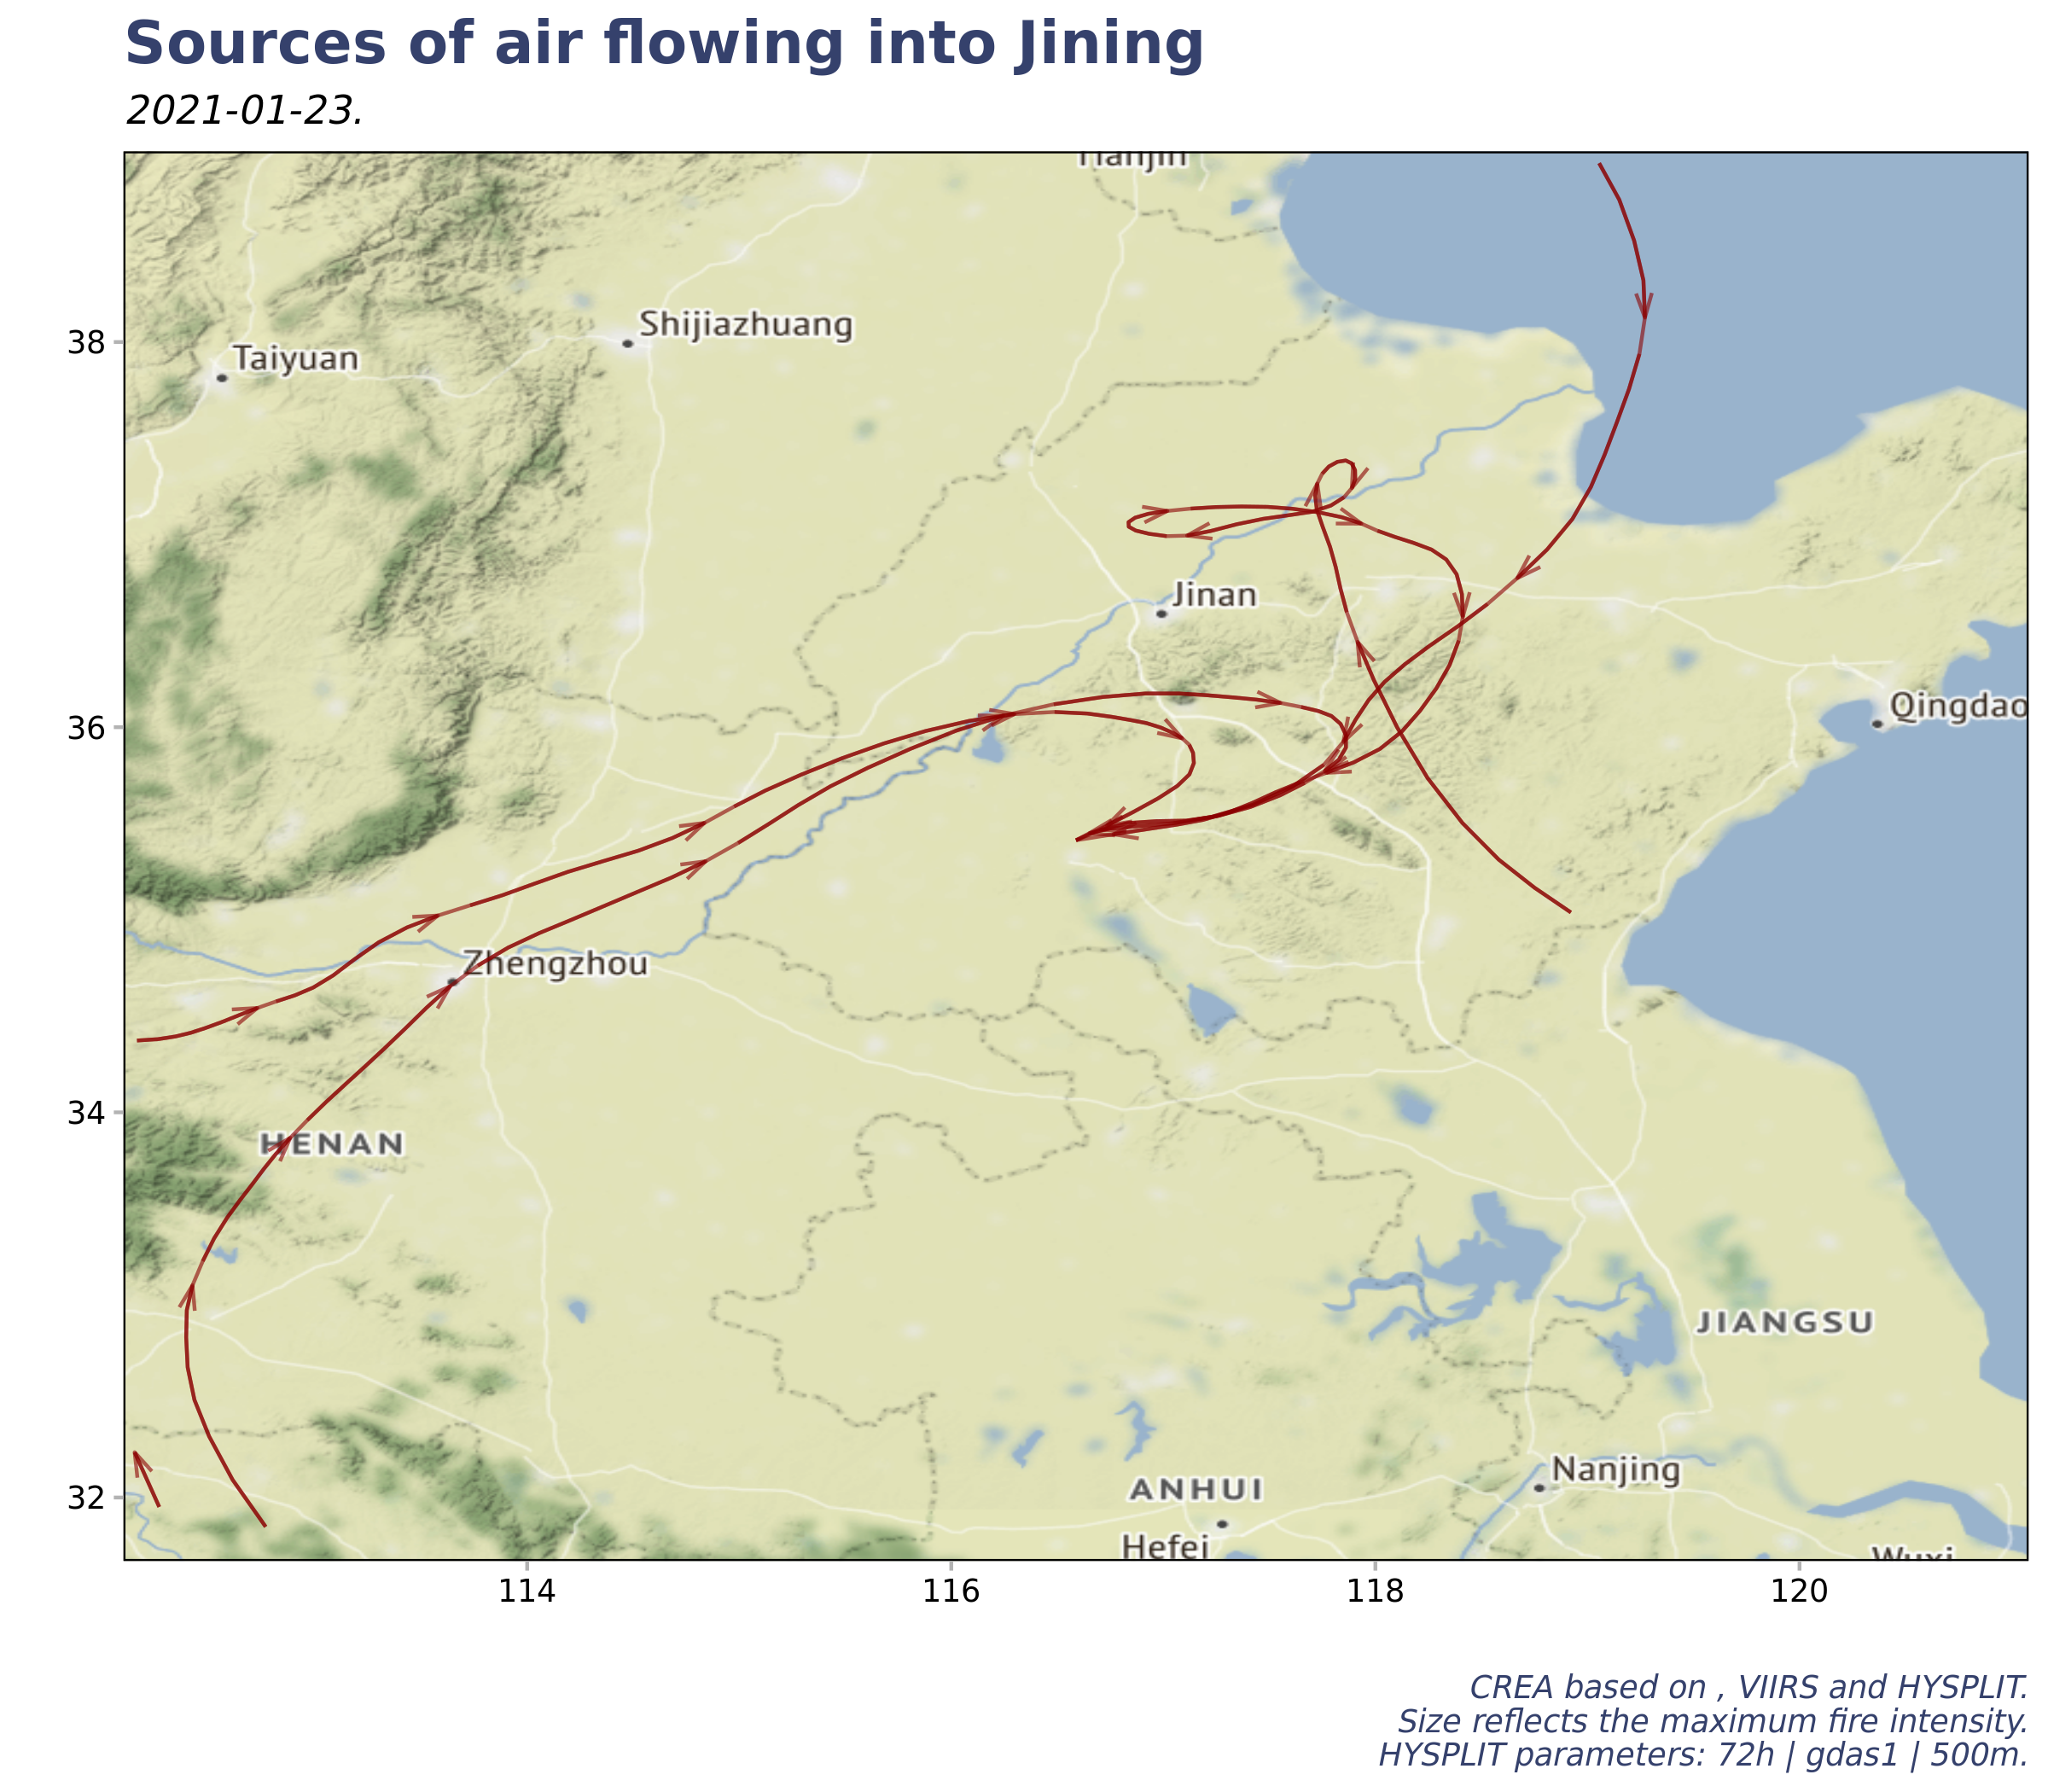 Sources of air flowing into Jining
2021-01-23.
Tianjin
38
Shijiazhuang
Taiyuan
Jinan
36
Qingdao
Zhengzhou
34
HENAN
JIANGSU
32
Nanjing
ANHUI
Hefei
Wuxi
114
116
118
120
CREA based on , VIIRS and HYSPLIT.
Size reflects the maximum fire intensity.
HYSPLIT parameters: 72h | gdas1 | 500m.